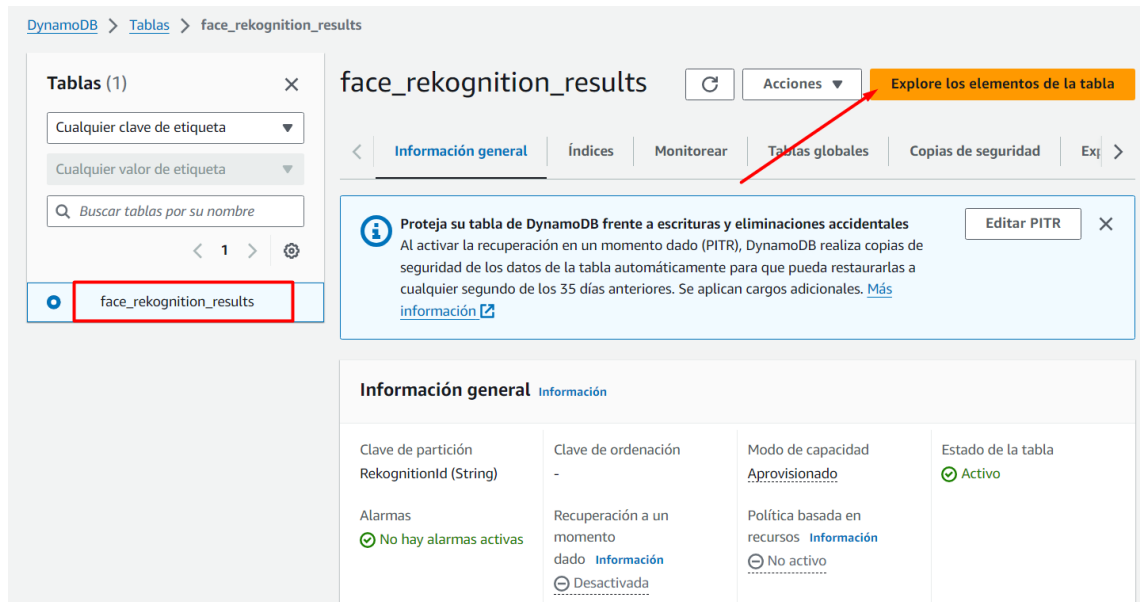 DynamoDB > Tablas > face_rekognition_results
Tablas (1)
Cualquier clave de etiqueta
Cualquier valor de etiqueta
Buscar tablas por su nombre
1
face_rekognition_results
face_rekognition_results
Acciones
Explore los elementos de la tabla
Información general
Índices
Monitorear
Tablas globales
Copias de seguridad
Proteja su tabla de DynamoDB frente a escrituras y eliminaciones accidentales
Al activar la recuperación en un momento dado (PITR), DynamoDB realiza copias de
seguridad de los datos de la tabla automáticamente para que pueda restaurarlas a
cualquier segundo de los 35 días anteriores. Se aplican cargos adicionales. Más
información
Editar PITR
Información general Información
Clave de partición
RekognitionId (String)
Clave de ordenación
-
Modo de capacidad
Aprovisionado
Estado de la tabla
Activo
Alarmas
No hay alarmas activas
Recuperación a un
momento
dado Información
Desactivada
Política basada en
recursos Información
No activo